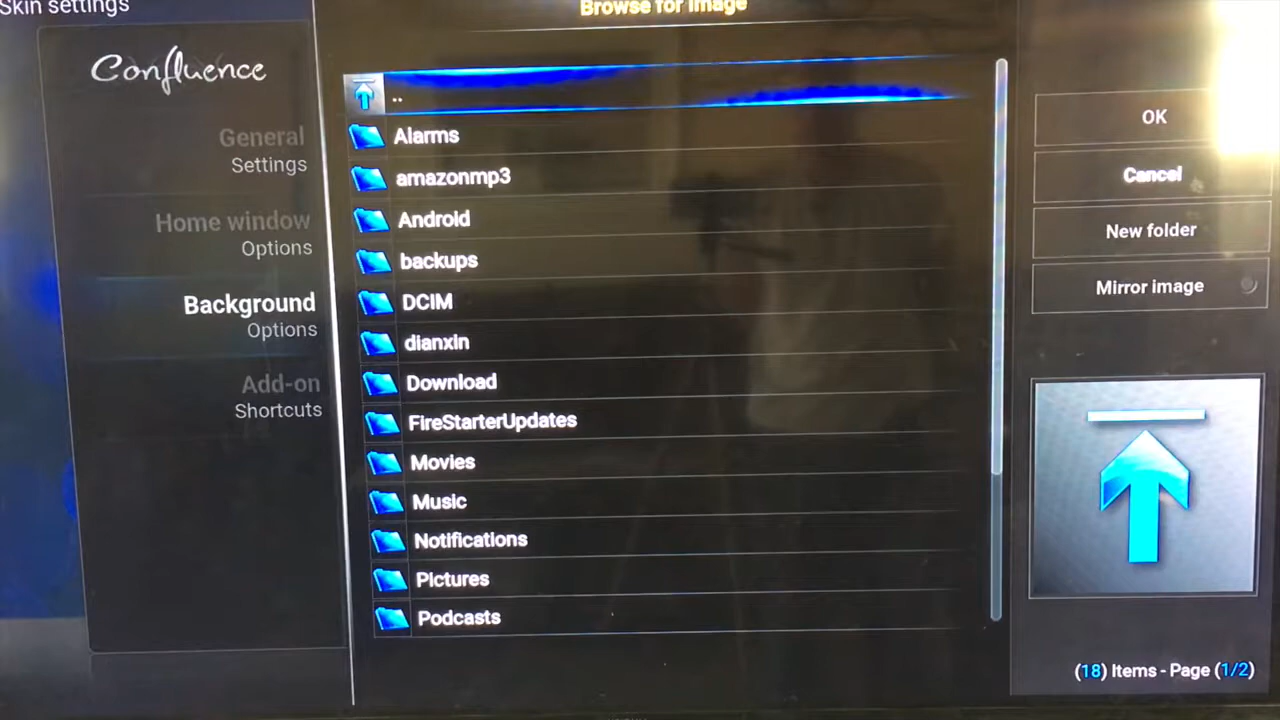 Skin settings
Confluence
General
Settings
Home window
Options
Background
Options
Add-on
Shortcuts
Browse for image
..
Alarms
amazonmp3
Android
backups
DCIM
dianxin
Download
FireStarterUpdates
Movies
Music
Notifications
Pictures
Podcasts
OK
Cancel
New folder
Mirror image
(18) Items - Page (1/2)